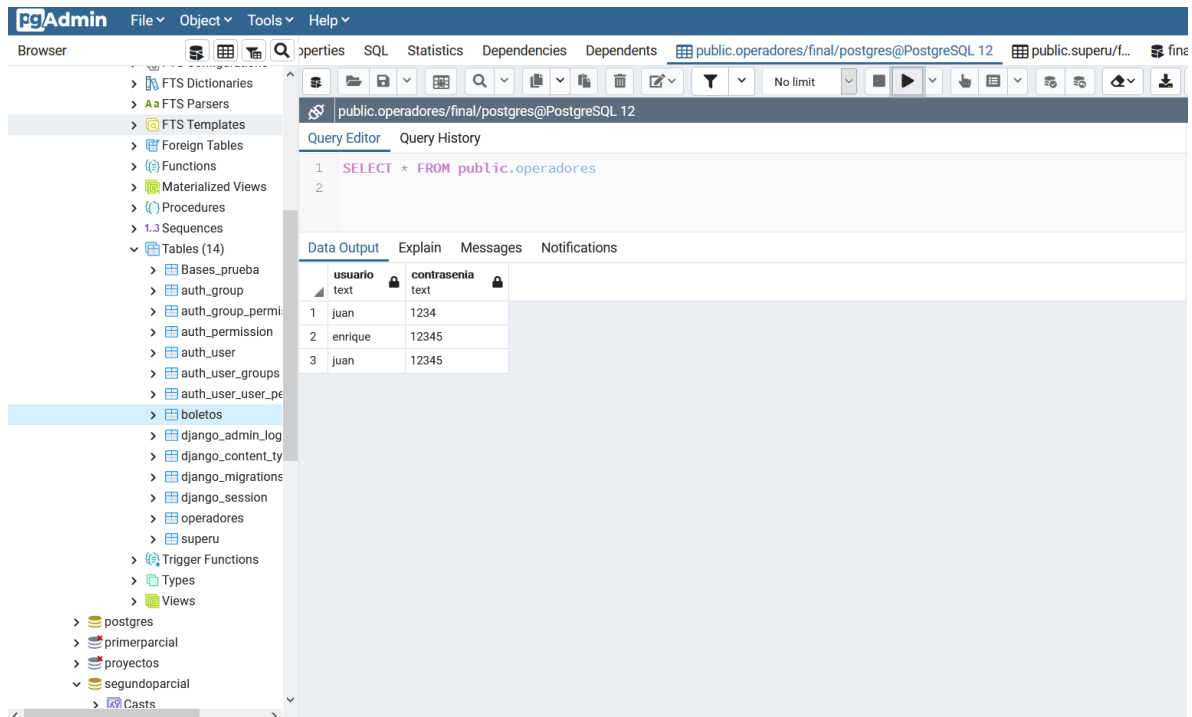 pgAdmin File Object Tools Help
Browser
operties SQL Statistics Dependencies Dependents public.operadores/final/postgres@PostgreSQL 12 public.superu/f... fina
No limit
public.operadores/final/postgres@PostgreSQL 12
Query Editor Query History
1 SELECT * FROM public.operadores
2
Data Output Explain Messages Notifications
usuario
text
contrasenia
text
1 juan 1234
2 enrique 12345
3 juan 12345
FTS Configurations
FTS Dictionaries
Aa FTS Parsers
FTS Templates
Foreign Tables
Functions
Materialized Views
Procedures
1..3 Sequences
Tables (14)
Bases_prueba
auth_group
auth_group_permi
auth_permission
auth_user
auth_user_groups
auth_user_user_pe
boletos
django_admin_log
django_content_ty
django_migrations
django_session
operadores
superu
Trigger Functions
Types
Views
postgres
primerparcial
proyectos
segundoparcial
Casts